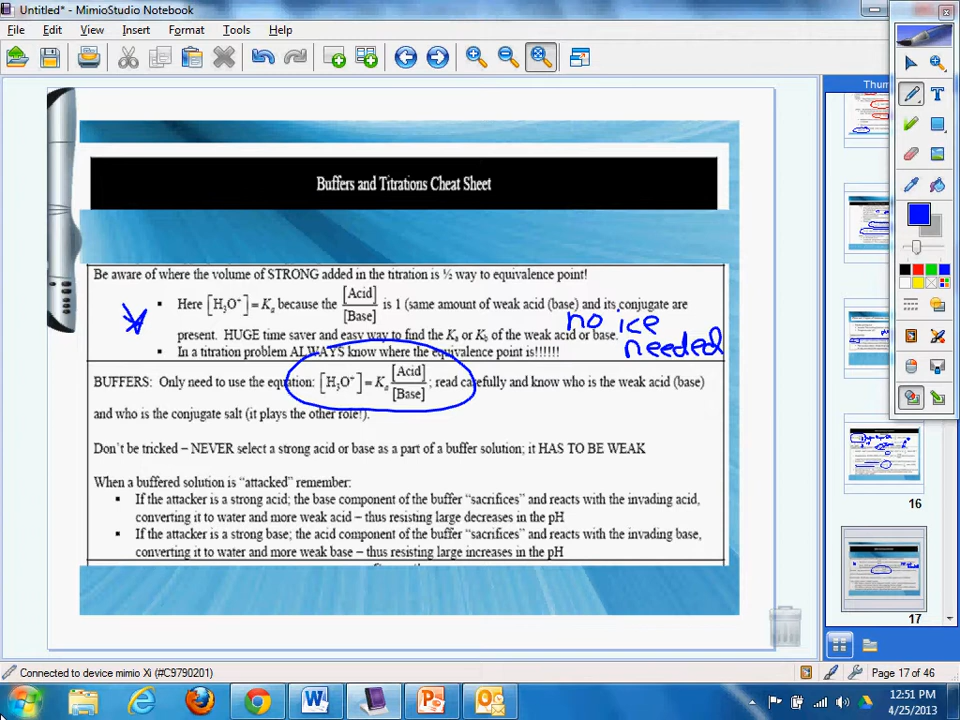 Untitled* - MimioStudio Notebook
File Edit View Insert Format Tools Help
Thum
Buffers and Titrations Cheat Sheet
Be aware of where the volume of STRONG added in the titration is ½ way to equivalence point!
▪ Here [H₃O⁺] = Kₐ because the [Acid]/[Base] is 1 (same amount of weak acid (base) and its conjugate are
present. HUGE time saver and easy way to find the Kₐ or K_b of the weak acid or base.
no ice
needed
▪ In a titration problem ALWAYS know where the equivalence point is!!!!!!
BUFFERS: Only need to use the equation: [H₃O⁺] = Kₐ [Acid]/[Base]; read carefully and know who is the weak acid (base)
and who is the conjugate salt (it plays the other role!).
Don't be tricked – NEVER select a strong acid or base as a part of a buffer solution; it HAS TO BE WEAK
When a buffered solution is "attacked" remember:
▪ If the attacker is a strong acid; the base component of the buffer "sacrifices" and reacts with the invading acid,
converting it to water and more weak acid – thus resisting large decreases in the pH
▪ If the attacker is a strong base; the acid component of the buffer "sacrifices" and reacts with the invading base,
converting it to water and more weak base – thus resisting large increases in the pH
16
17
Connected to device mimio Xi (#C9790201)
Page 17 of 46
12:51 PM
4/25/2013